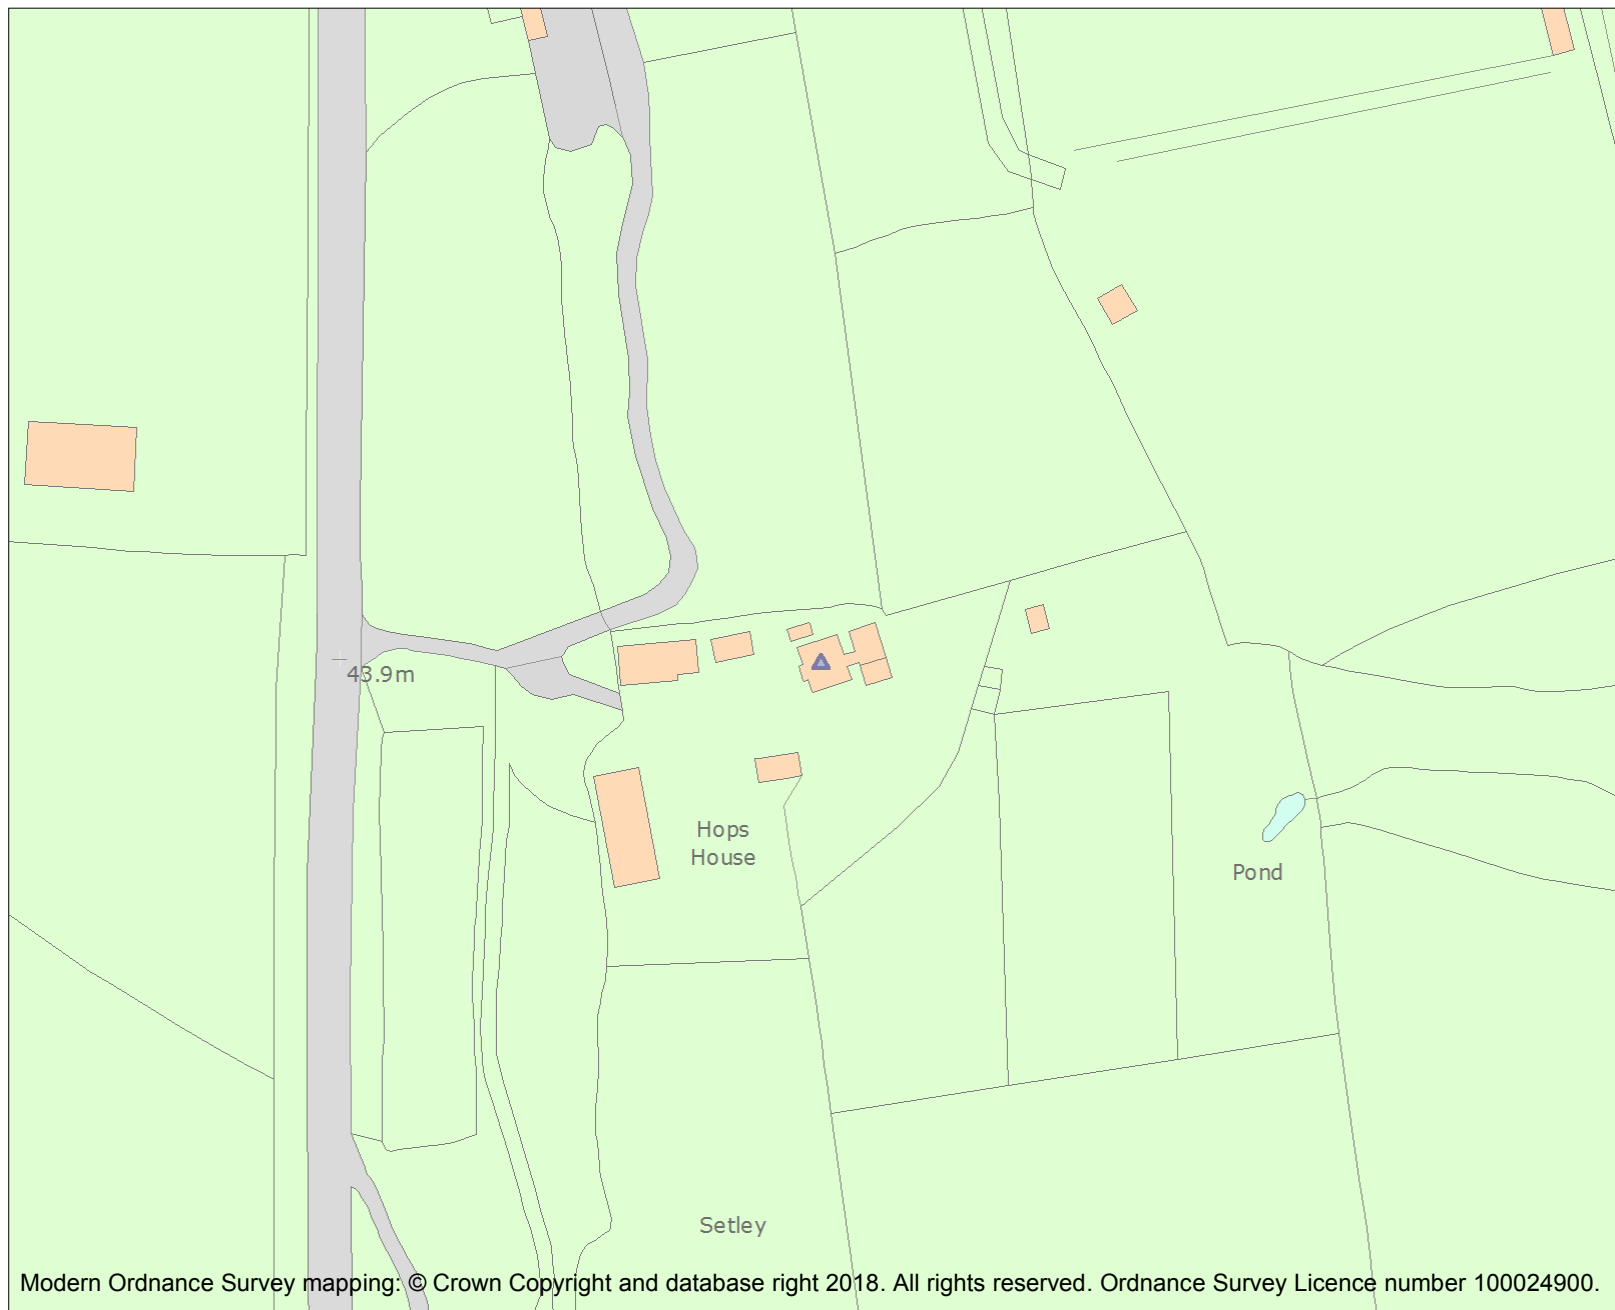 43.9m
Hops
House
Pond
Setley
Modern Ordnance Survey mapping: © Crown Copyright and database right 2018. All rights reserved. Ordnance Survey Licence number 100024900.